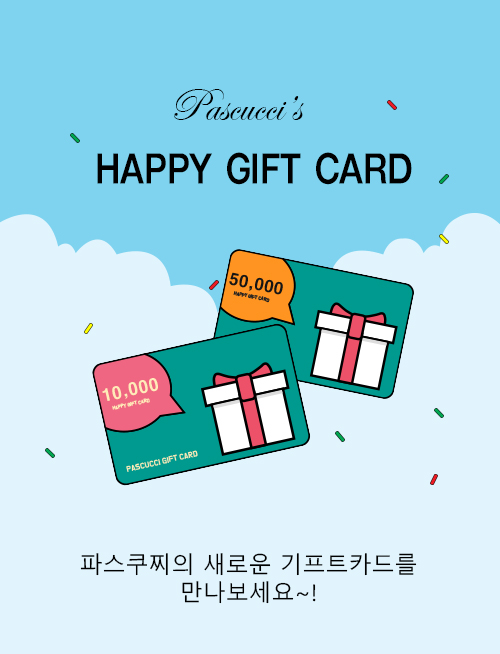 Pascucci's
HAPPY GIFT CARD
50,000
HAPPY GIFT CARD
10,000
HAPPY GIFT CARD
PASCUCCI GIFT CARD
파스쿠찌의 새로운 기프트카드를
만나보세요~!